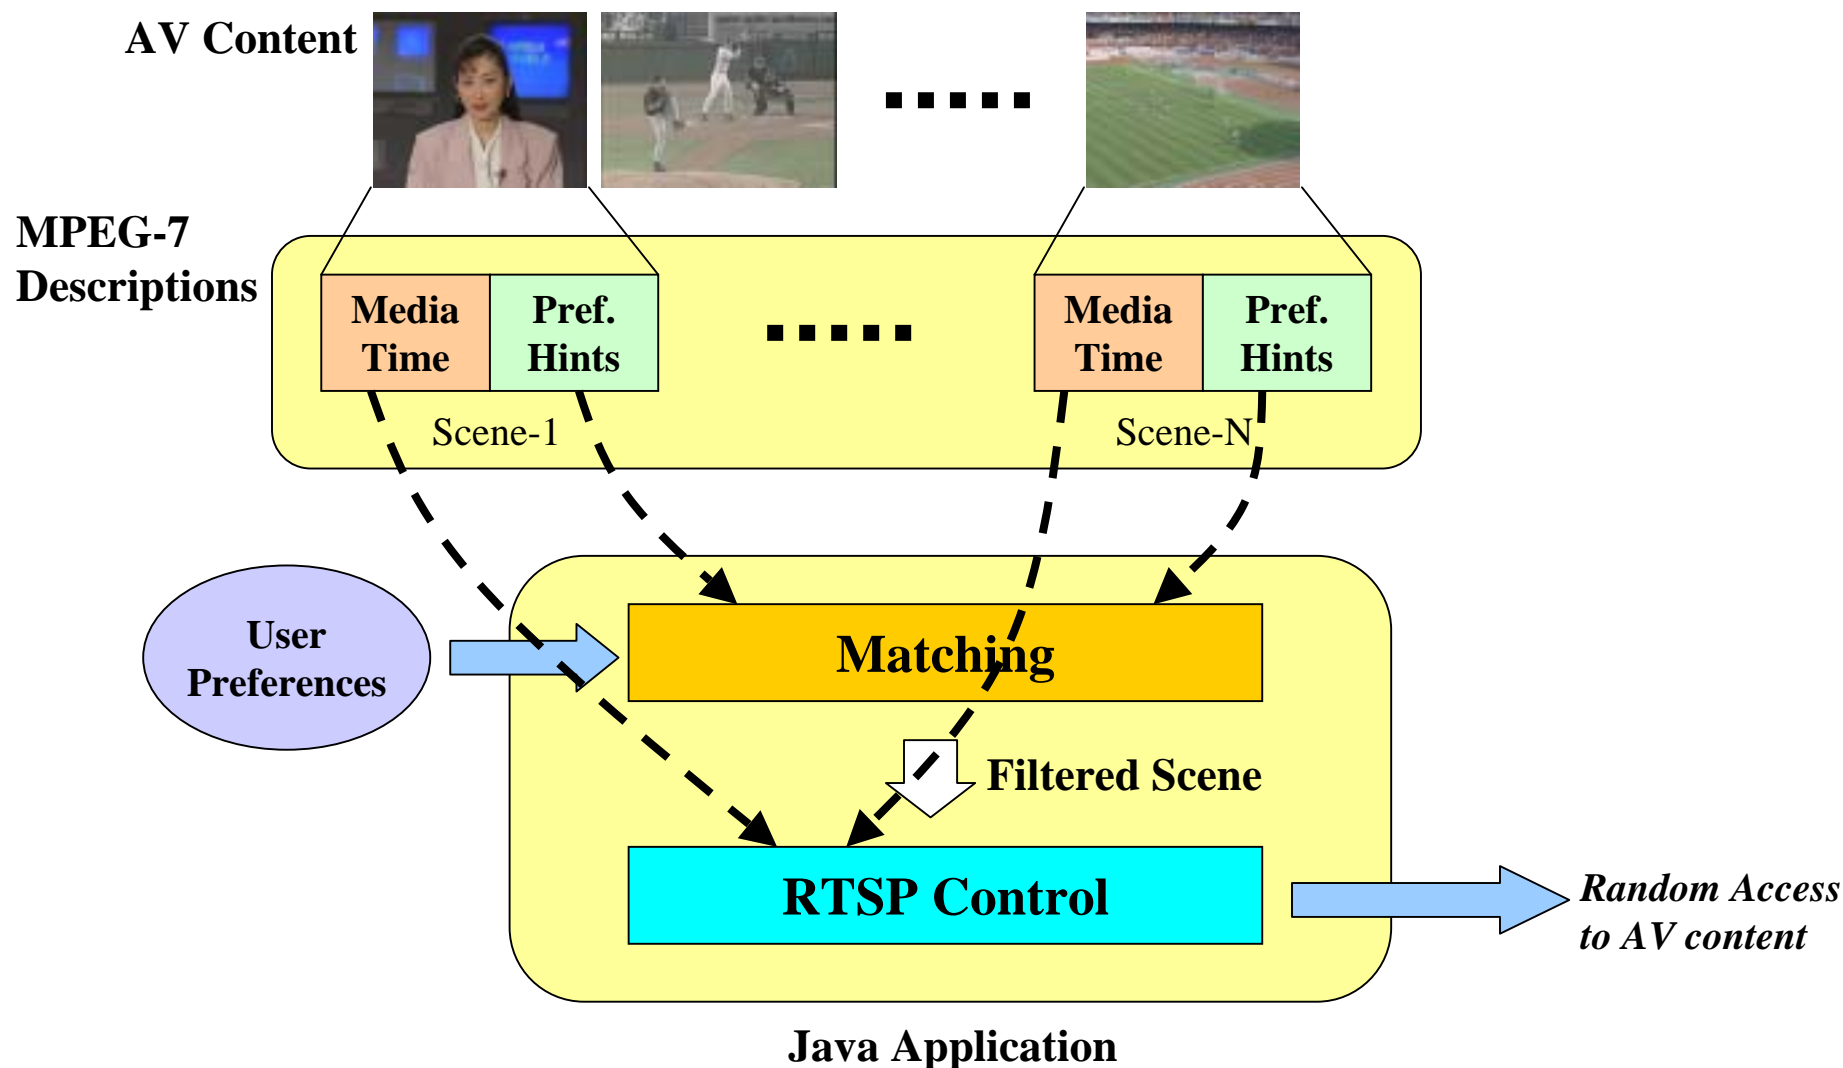 AV Content
MPEG-7
Descriptions
Media
Time
Pref.
Hints
Media
Time
Pref.
Hints
Scene-1
Scene-N
User
Preferences
Matching
Filtered Scene
RTSP Control
Random Access
to AV content
Java Application